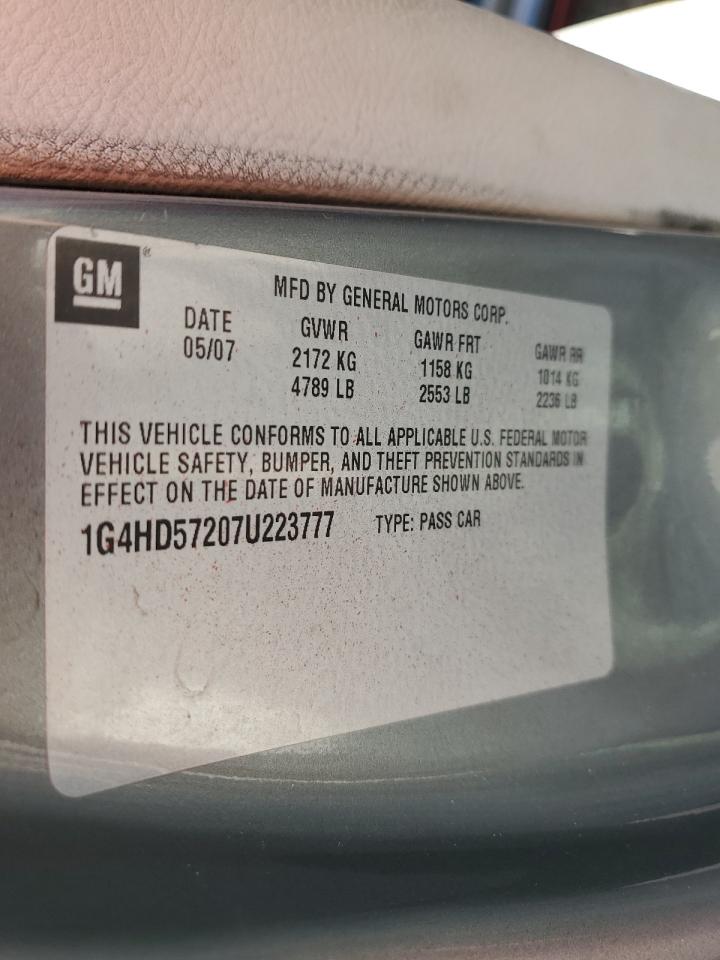 GM®
MFD BY GENERAL MOTORS CORP.
DATE GVWR GAWR FRT GAWR RR
05/07 2172 KG 1158 KG 1014 KG
4789 LB 2553 LB 2236 LB
THIS VEHICLE CONFORMS TO ALL APPLICABLE U.S. FEDERAL MOTOR
VEHICLE SAFETY, BUMPER, AND THEFT PREVENTION STANDARDS IN
EFFECT ON THE DATE OF MANUFACTURE SHOWN ABOVE.
1G4HD57207U223777 TYPE: PASS CAR